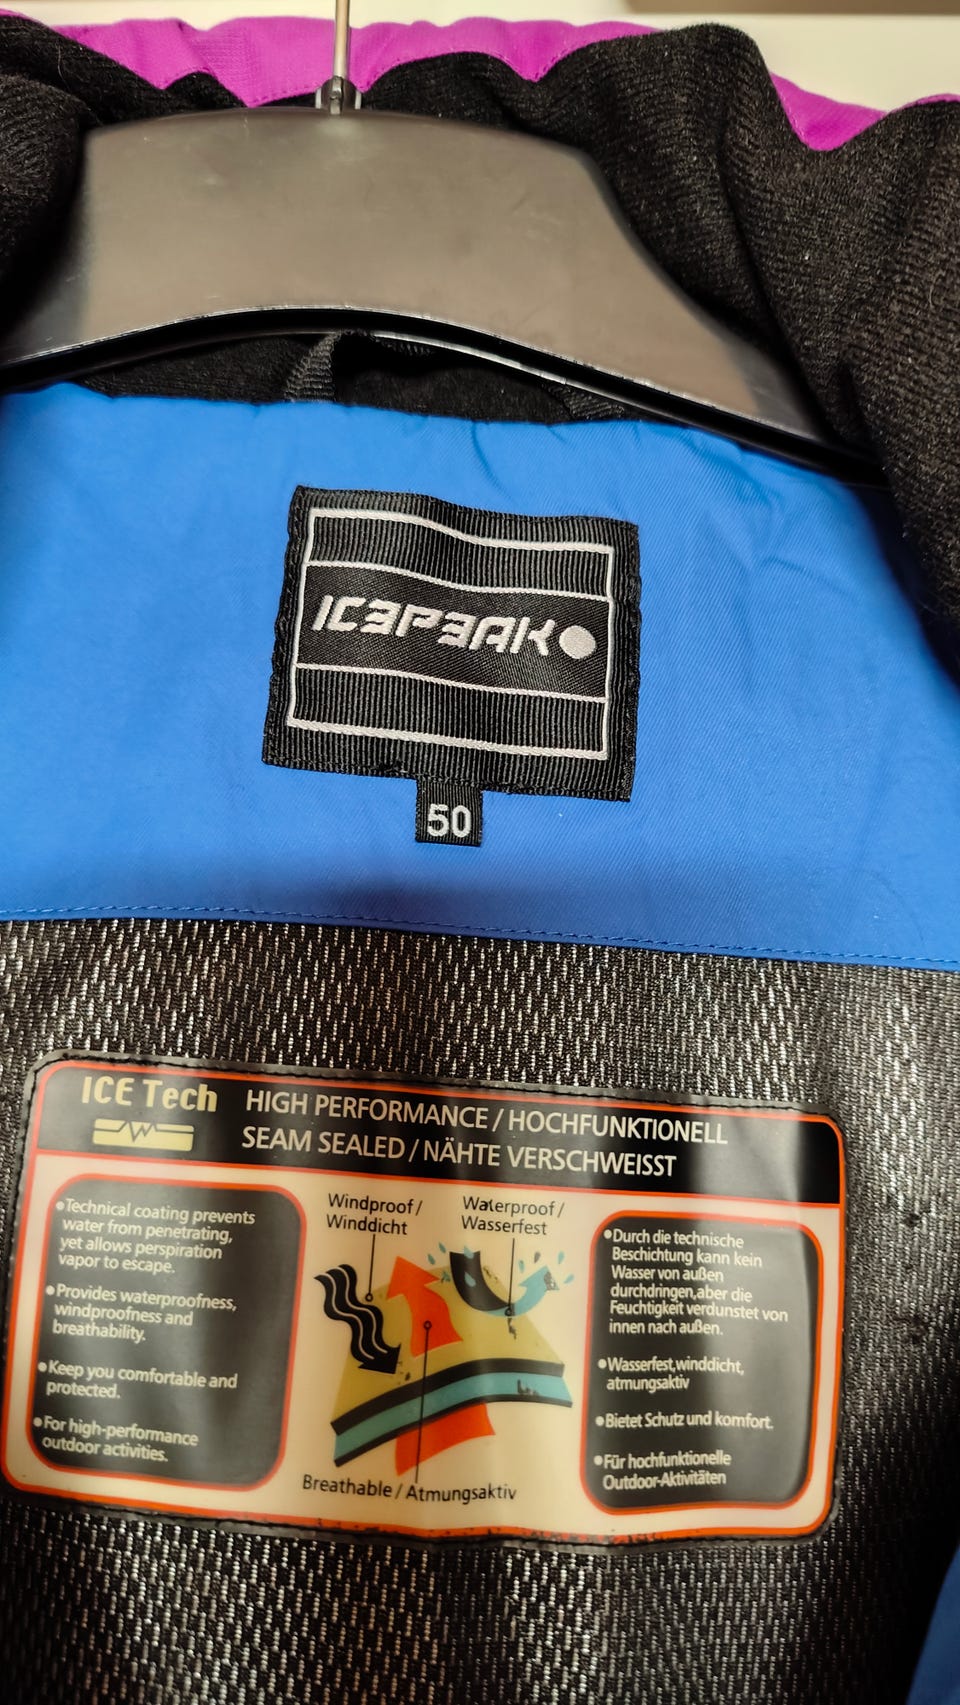 ICEPEAK
50
ICE Tech
HIGH PERFORMANCE / HOCHFUNKTIONELL
SEAM SEALED / NÄHTE VERSCHWEISST
•Technical coating prevents
water from penetrating,
yet allows perspiration
vapor to escape.
•Provides waterproofness,
windproofness and
breathability.
•Keep you comfortable and
protected.
•For high-performance
outdoor activities.
Windproof /
Winddicht
Waterproof /
Wasserfest
Breathable / Atmungsaktiv
•Durch die technische
Beschichtung kann kein
Wasser von außen
durchdringen,aber die
Feuchtigkeit verdunstet von
innen nach außen.
•Wasserfest,winddicht,
atmungsaktiv
•Bietet Schutz und komfort.
•Für hochfunktionelle
Outdoor-Aktivitäten